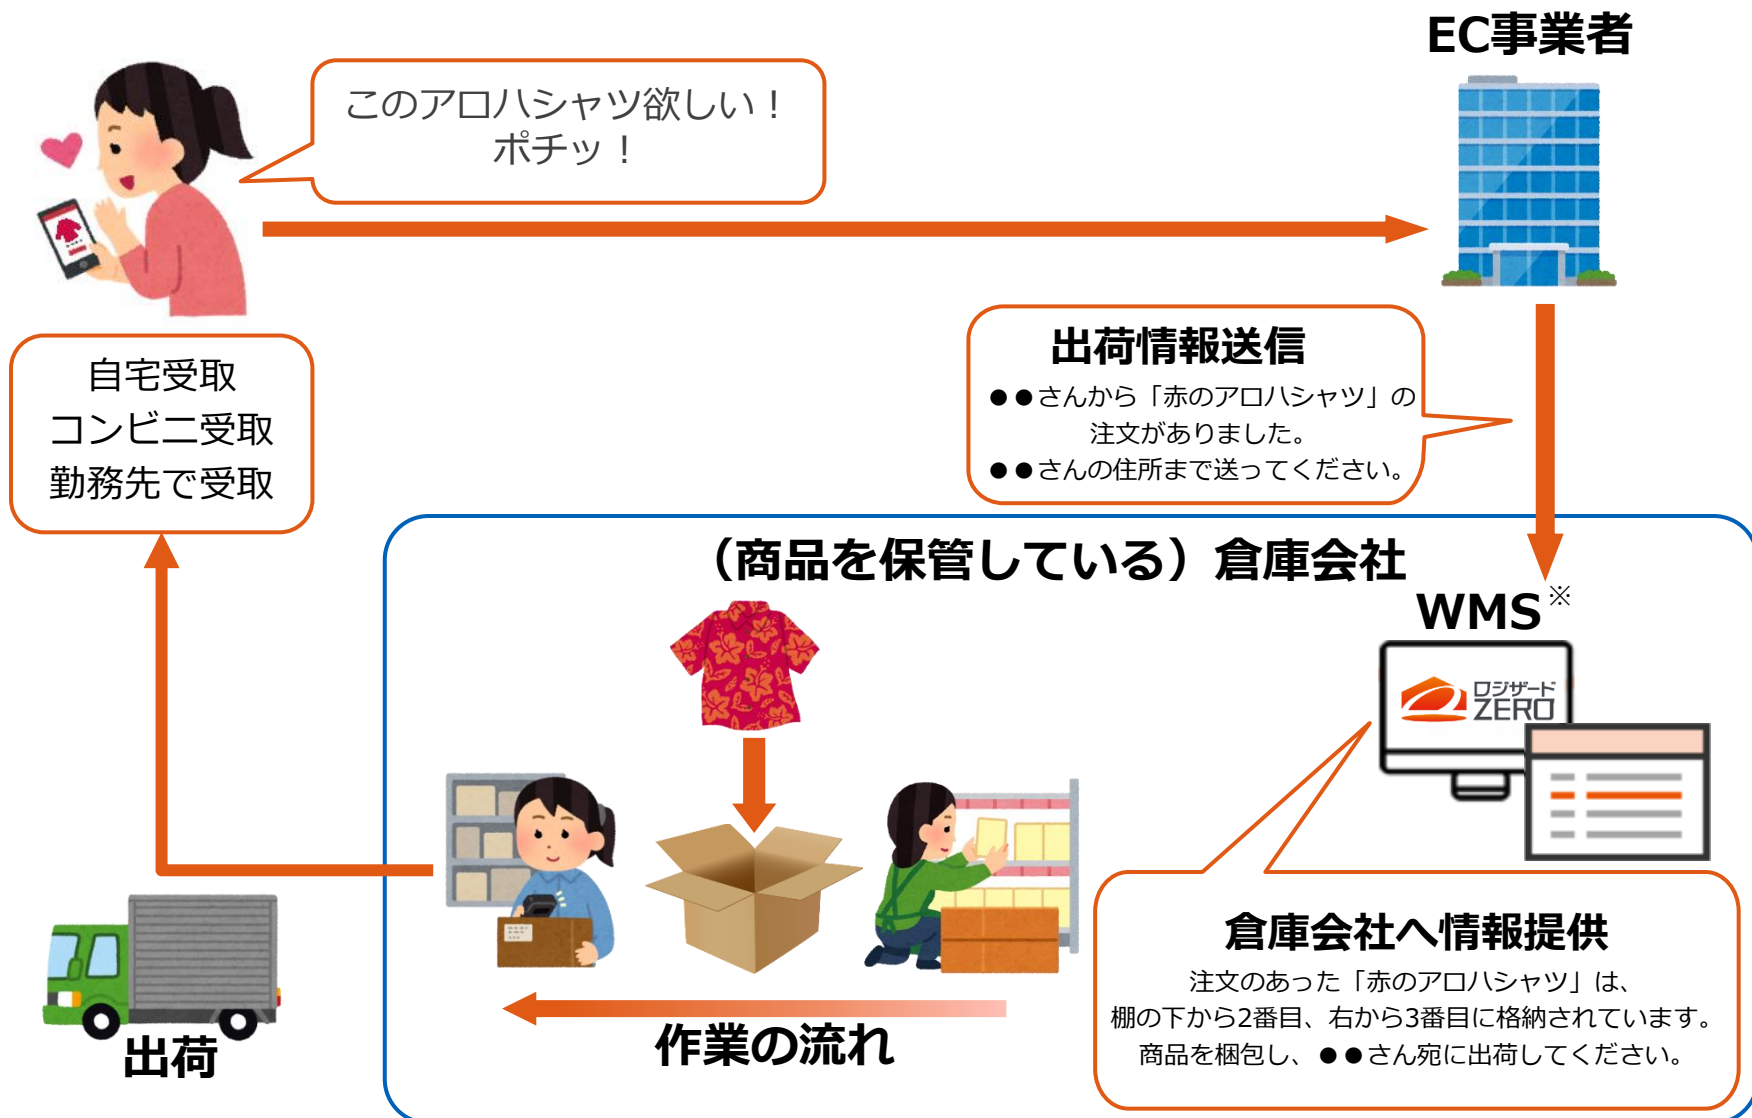 EC事業者
このアロハシャツ欲しい！
ポチッ！
出荷情報送信
●●さんから「赤のアロハシャツ」の
注文がありました。
●●さんの住所まで送ってください。
自宅受取
コンビニ受取
勤務先で受取
（商品を保管している）倉庫会社
WMS※
ロジザード
ZERO
倉庫会社へ情報提供
注文のあった「赤のアロハシャツ」は、
棚の下から2番目、右から3番目に格納されています。
商品を梱包し、●●さん宛に出荷してください。
作業の流れ
出荷